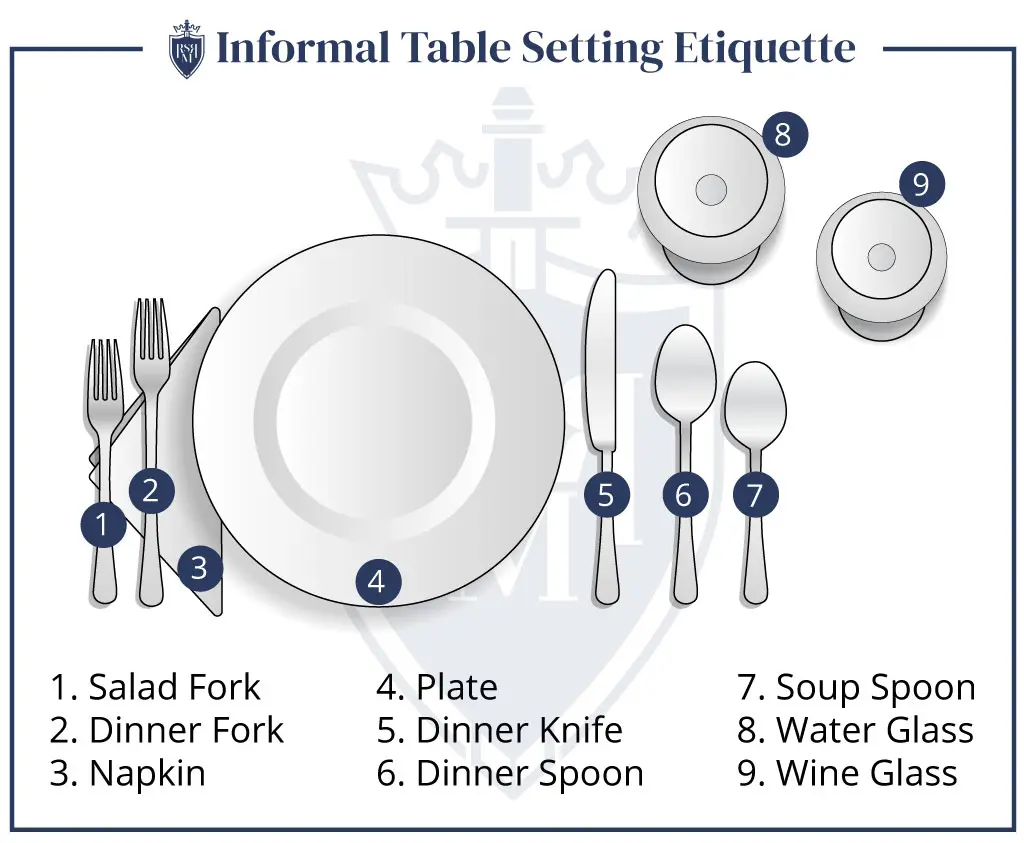 Informal Table Setting Etiquette
8
9
2
1
3
4
5
6
7
1. Salad Fork
2. Dinner Fork
3. Napkin
4. Plate
5. Dinner Knife
6. Dinner Spoon
7. Soup Spoon
8. Water Glass
9. Wine Glass